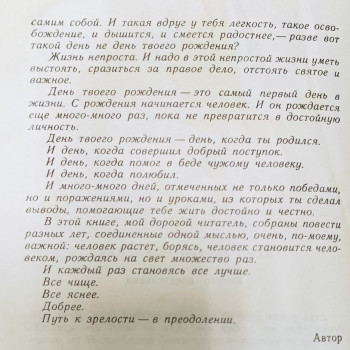 самим собой. И такая вдруг у тебя легкость, такое осво-
бождение, и дышится, и смеется радостнее,— разве вот
такой день не день твоего рождения?
Жизнь непроста. И надо в этой непростой жизни уметь
выстоять, сразиться за правое дело, отстоять святое и
важное.
День твоего рождения — это самый первый день в
жизни. С рождения начинается человек. И он рождается
еще много-много раз, пока не превратится в достойную
личность.
День твоего рождения — день, когда ты родился.
И день, когда совершил добрый поступок.
И день, когда помог в беде чужому человеку.
И день, когда полюбил.
И много-много дней, отмеченных не только победами,
но и поражениями, но и уроками, из которых ты сделал
выводы, помогающие тебе жить достойно и честно.
В этой книге, мой дорогой читатель, собраны повести
разных лет, соединенные одной мыслью, очень, по-моему,
важной: человек растет, борясь, человек становится чело-
веком, рождаясь на свет множество раз.
И каждый раз становясь все лучше.
Все чище.
Все яснее.
Добрее.
Путь к зрелости — в преодолении.
Автор